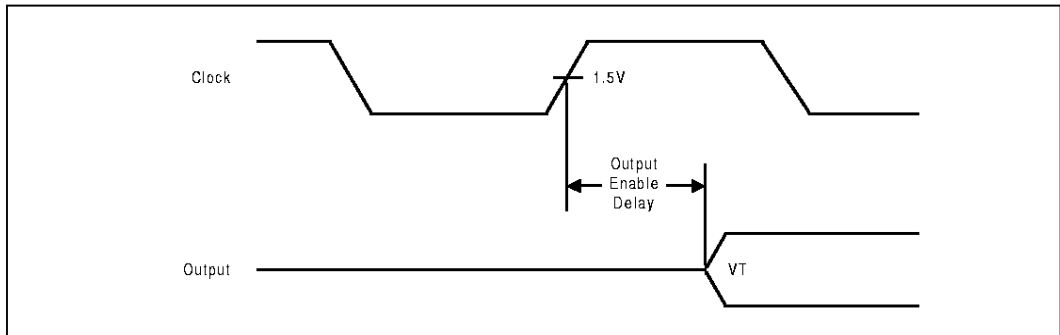 Clock
1.5V
Output
Enable
Delay
Output
VT